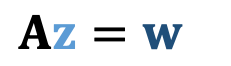 Az = w